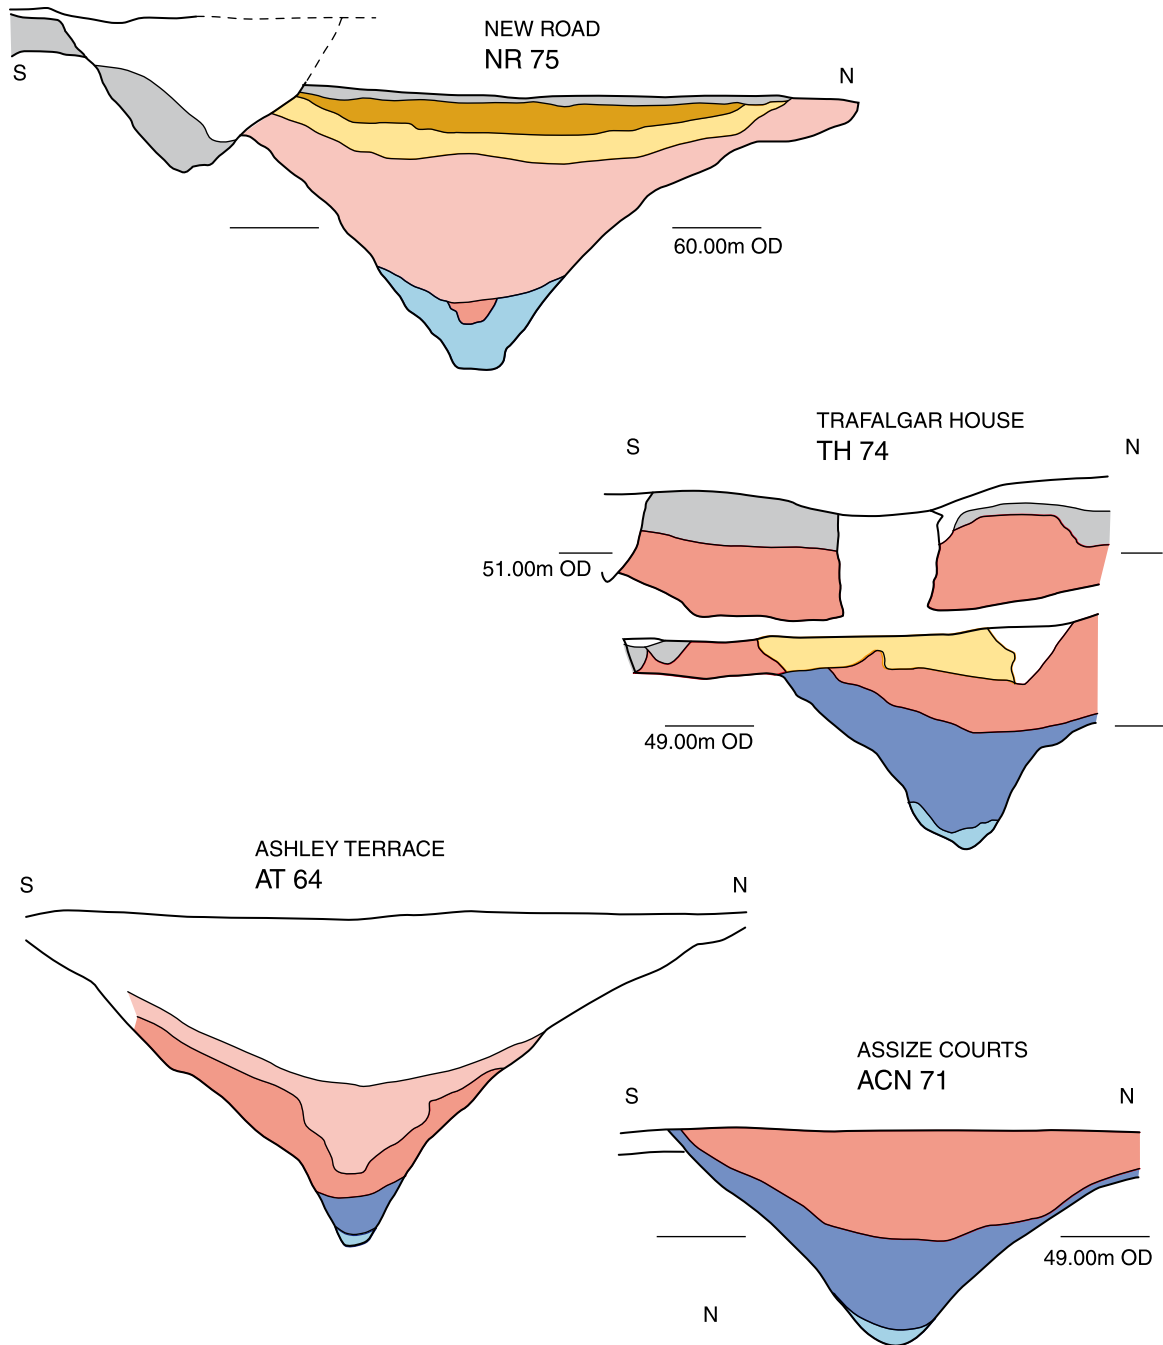 NEW ROAD
NR 75
S
N
60.00m OD
TRAFALGAR HOUSE
TH 74
S
N
51.00m OD
49.00m OD
ASHLEY TERRACE
AT 64
S
N
ASSIZE COURTS
ACN 71
S
N
49.00m OD
N